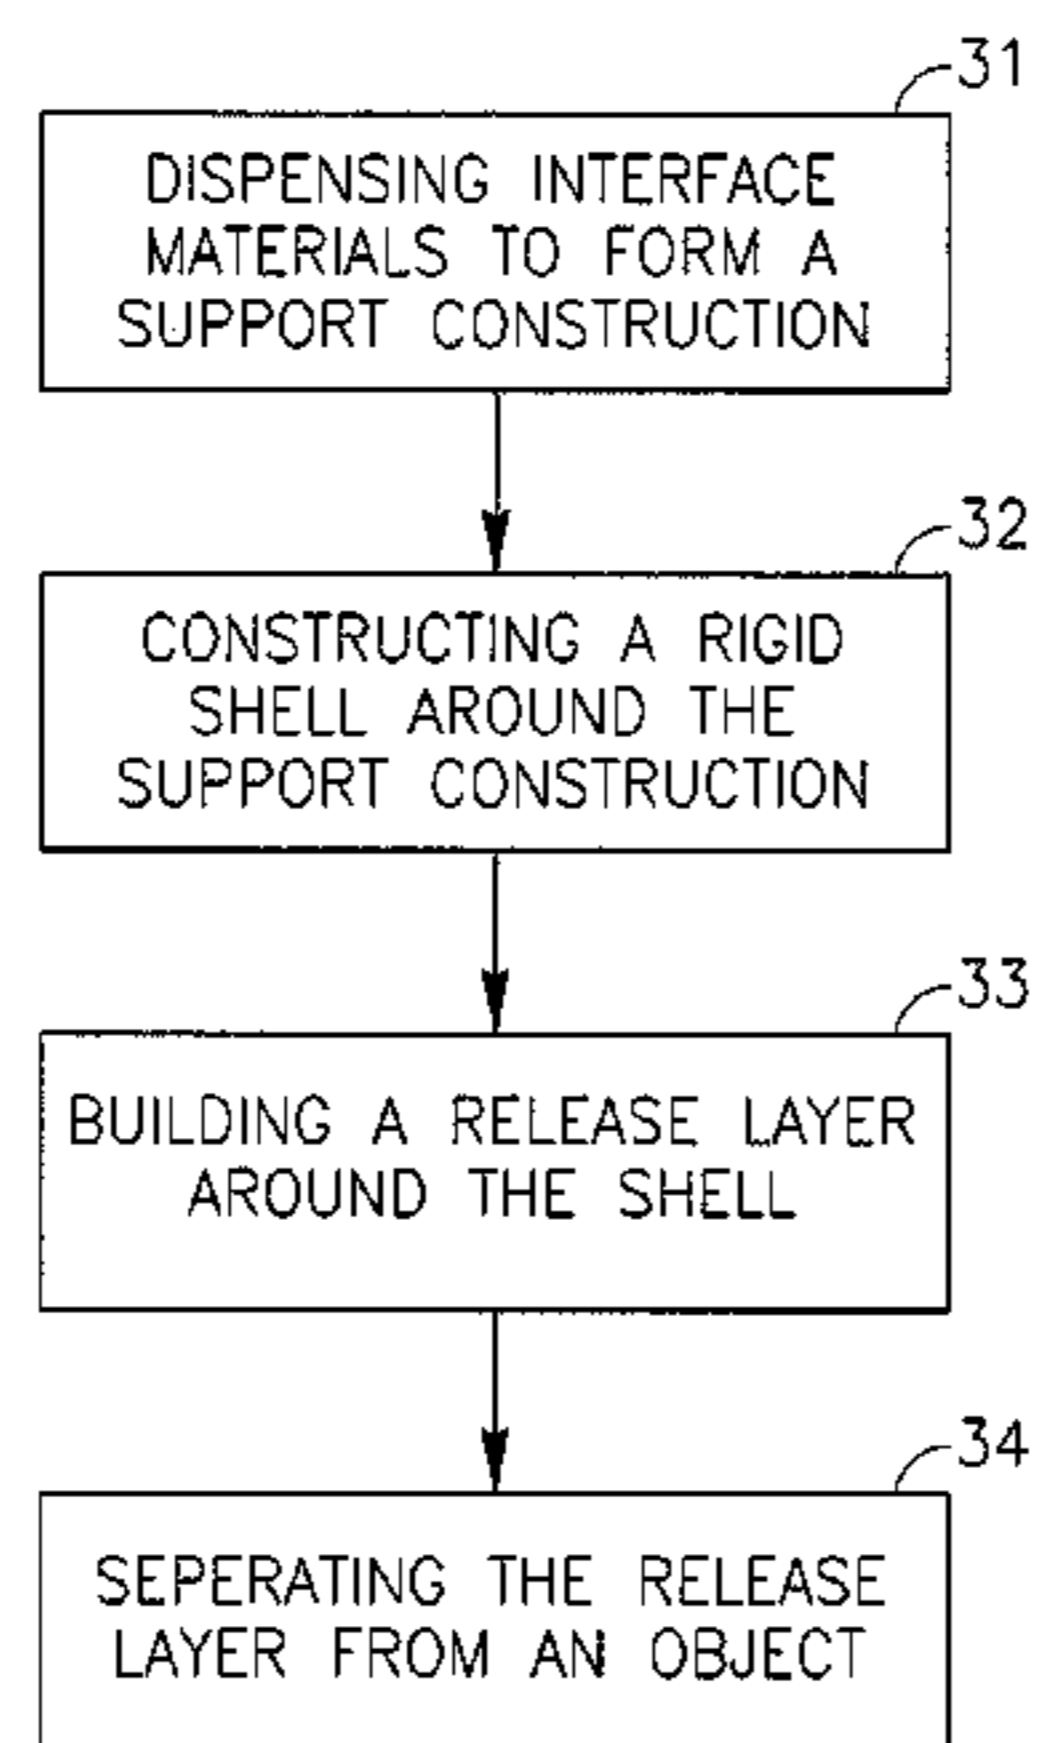 31
DISPENSING INTERFACE
MATERIALS TO FORM A
SUPPORT CONSTRUCTION
32
CONSTRUCTING A RIGID
SHELL AROUND THE
SUPPORT CONSTRUCTION
33
BUILDING A RELEASE LAYER
AROUND THE SHELL
34
SEPERATING THE RELEASE
LAYER FROM AN OBJECT